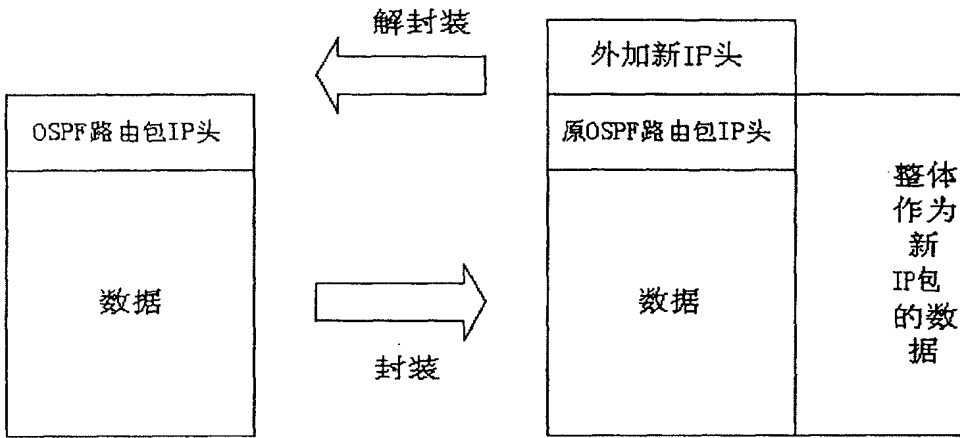 解封装
外加新IP头
OSPF路由包IP头
原OSPF路由包IP头
整体
作为
新
IP包
的数
据
数据
数据
封装